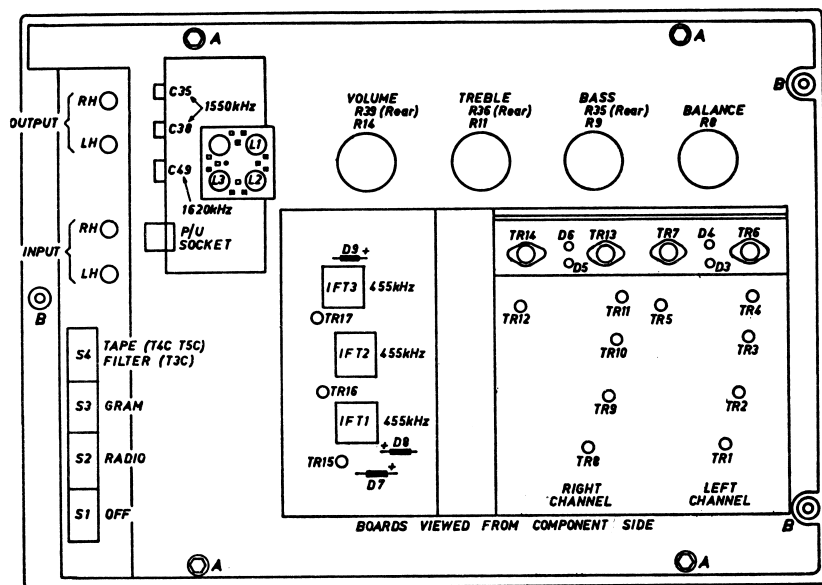 A
A
B
C35
1550kHz
C38
C49
1620kHz
L1
L3
L2
P/U
SOCKET
RH
OUTPUT
LH
RH
INPUT
LH
B
VOLUME
R39 (Rear)
R14
TREBLE
R36 (Rear)
R11
BASS
R35 (Rear)
R9
BALANCE
R8
D9 +
IFT3 455kHz
TR17
IFT2 455kHz
TR16
IFT1 455kHz
+ D8
TR15
+
D7
TR14
D6
D5
TR13
TR7
D4
D3
TR6
TR12
TR11
TR5
TR4
TR10
TR3
TR9
TR2
TR8
TR1
RIGHT
CHANNEL
LEFT
CHANNEL
S4 TAPE (T4C T5C)
FILTER (T3C)
S3 GRAM
S2 RADIO
S1 OFF
BOARDS VIEWED FROM COMPONENT SIDE
B
A
A